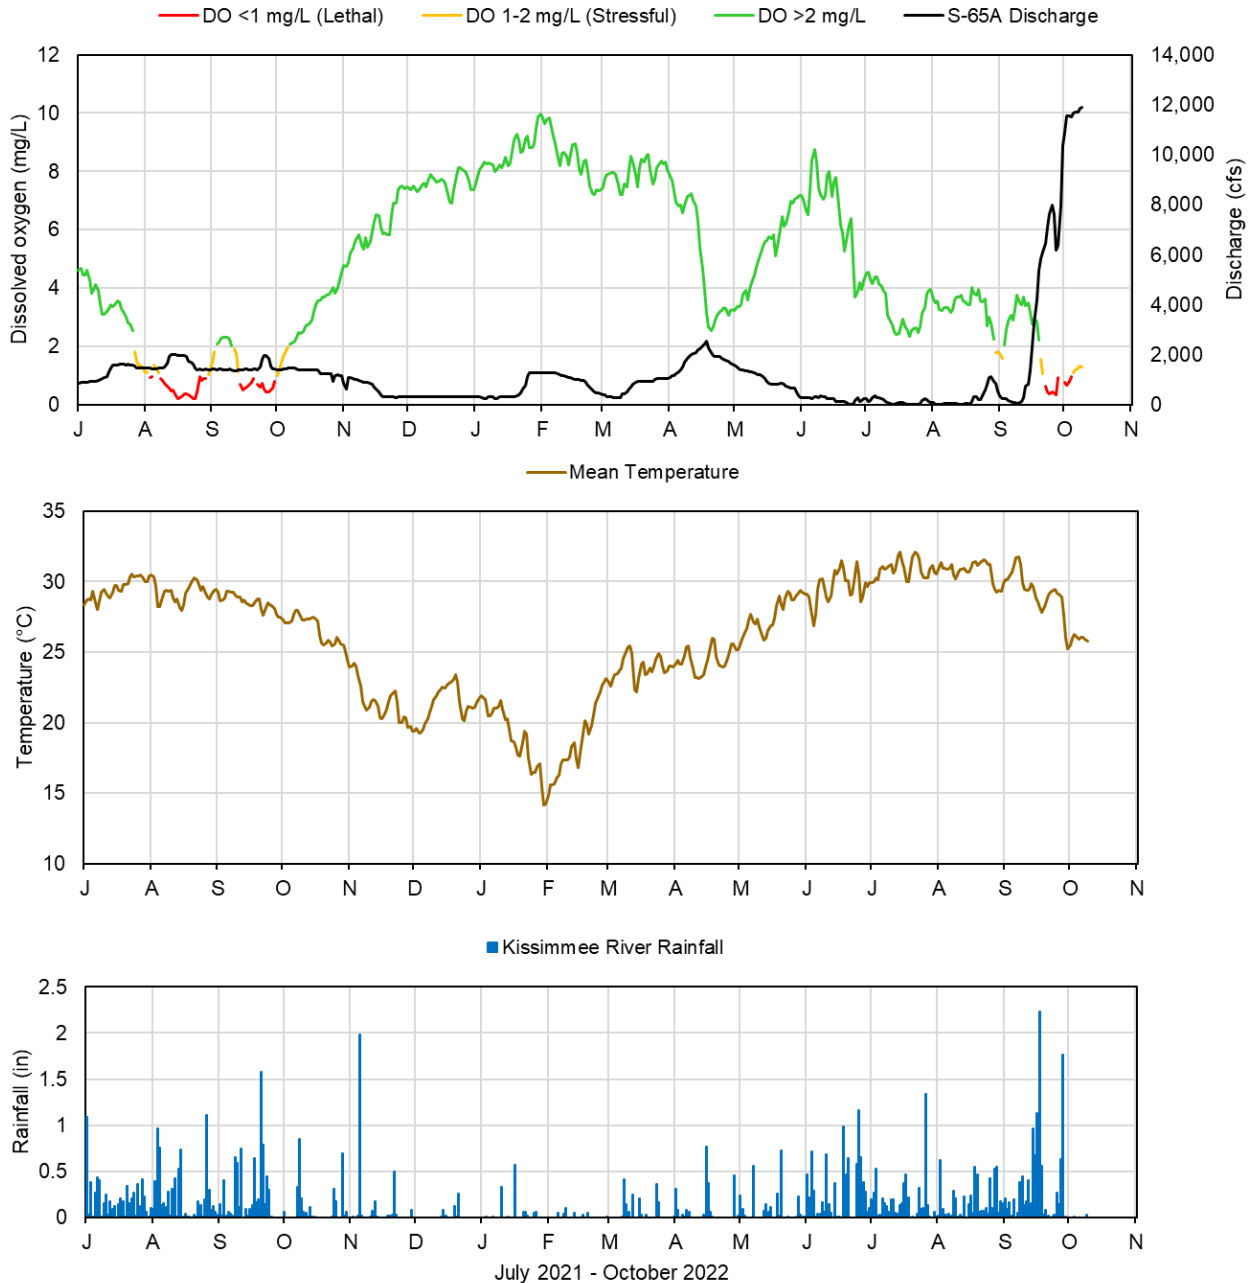 DO <1 mg/L (Lethal) DO 1-2 mg/L (Stressful) DO >2 mg/L S-65A Discharge
12 14,000
10 12,000
8 10,000
6 8,000
4 6,000
2 4,000
0 2,000
0
Dissolved oxygen (mg/L)
Discharge (cfs)
J A S O N D J F M A M J J A S O N
Mean Temperature
35
30
25
20
15
10
Temperature (°C)
J A S O N D J F M A M J J A S O N
Kissimmee River Rainfall
2.5
2
1.5
1
0.5
0
Rainfall (in)
J A S O N D J F M A M J J A S O N
July 2021 - October 2022